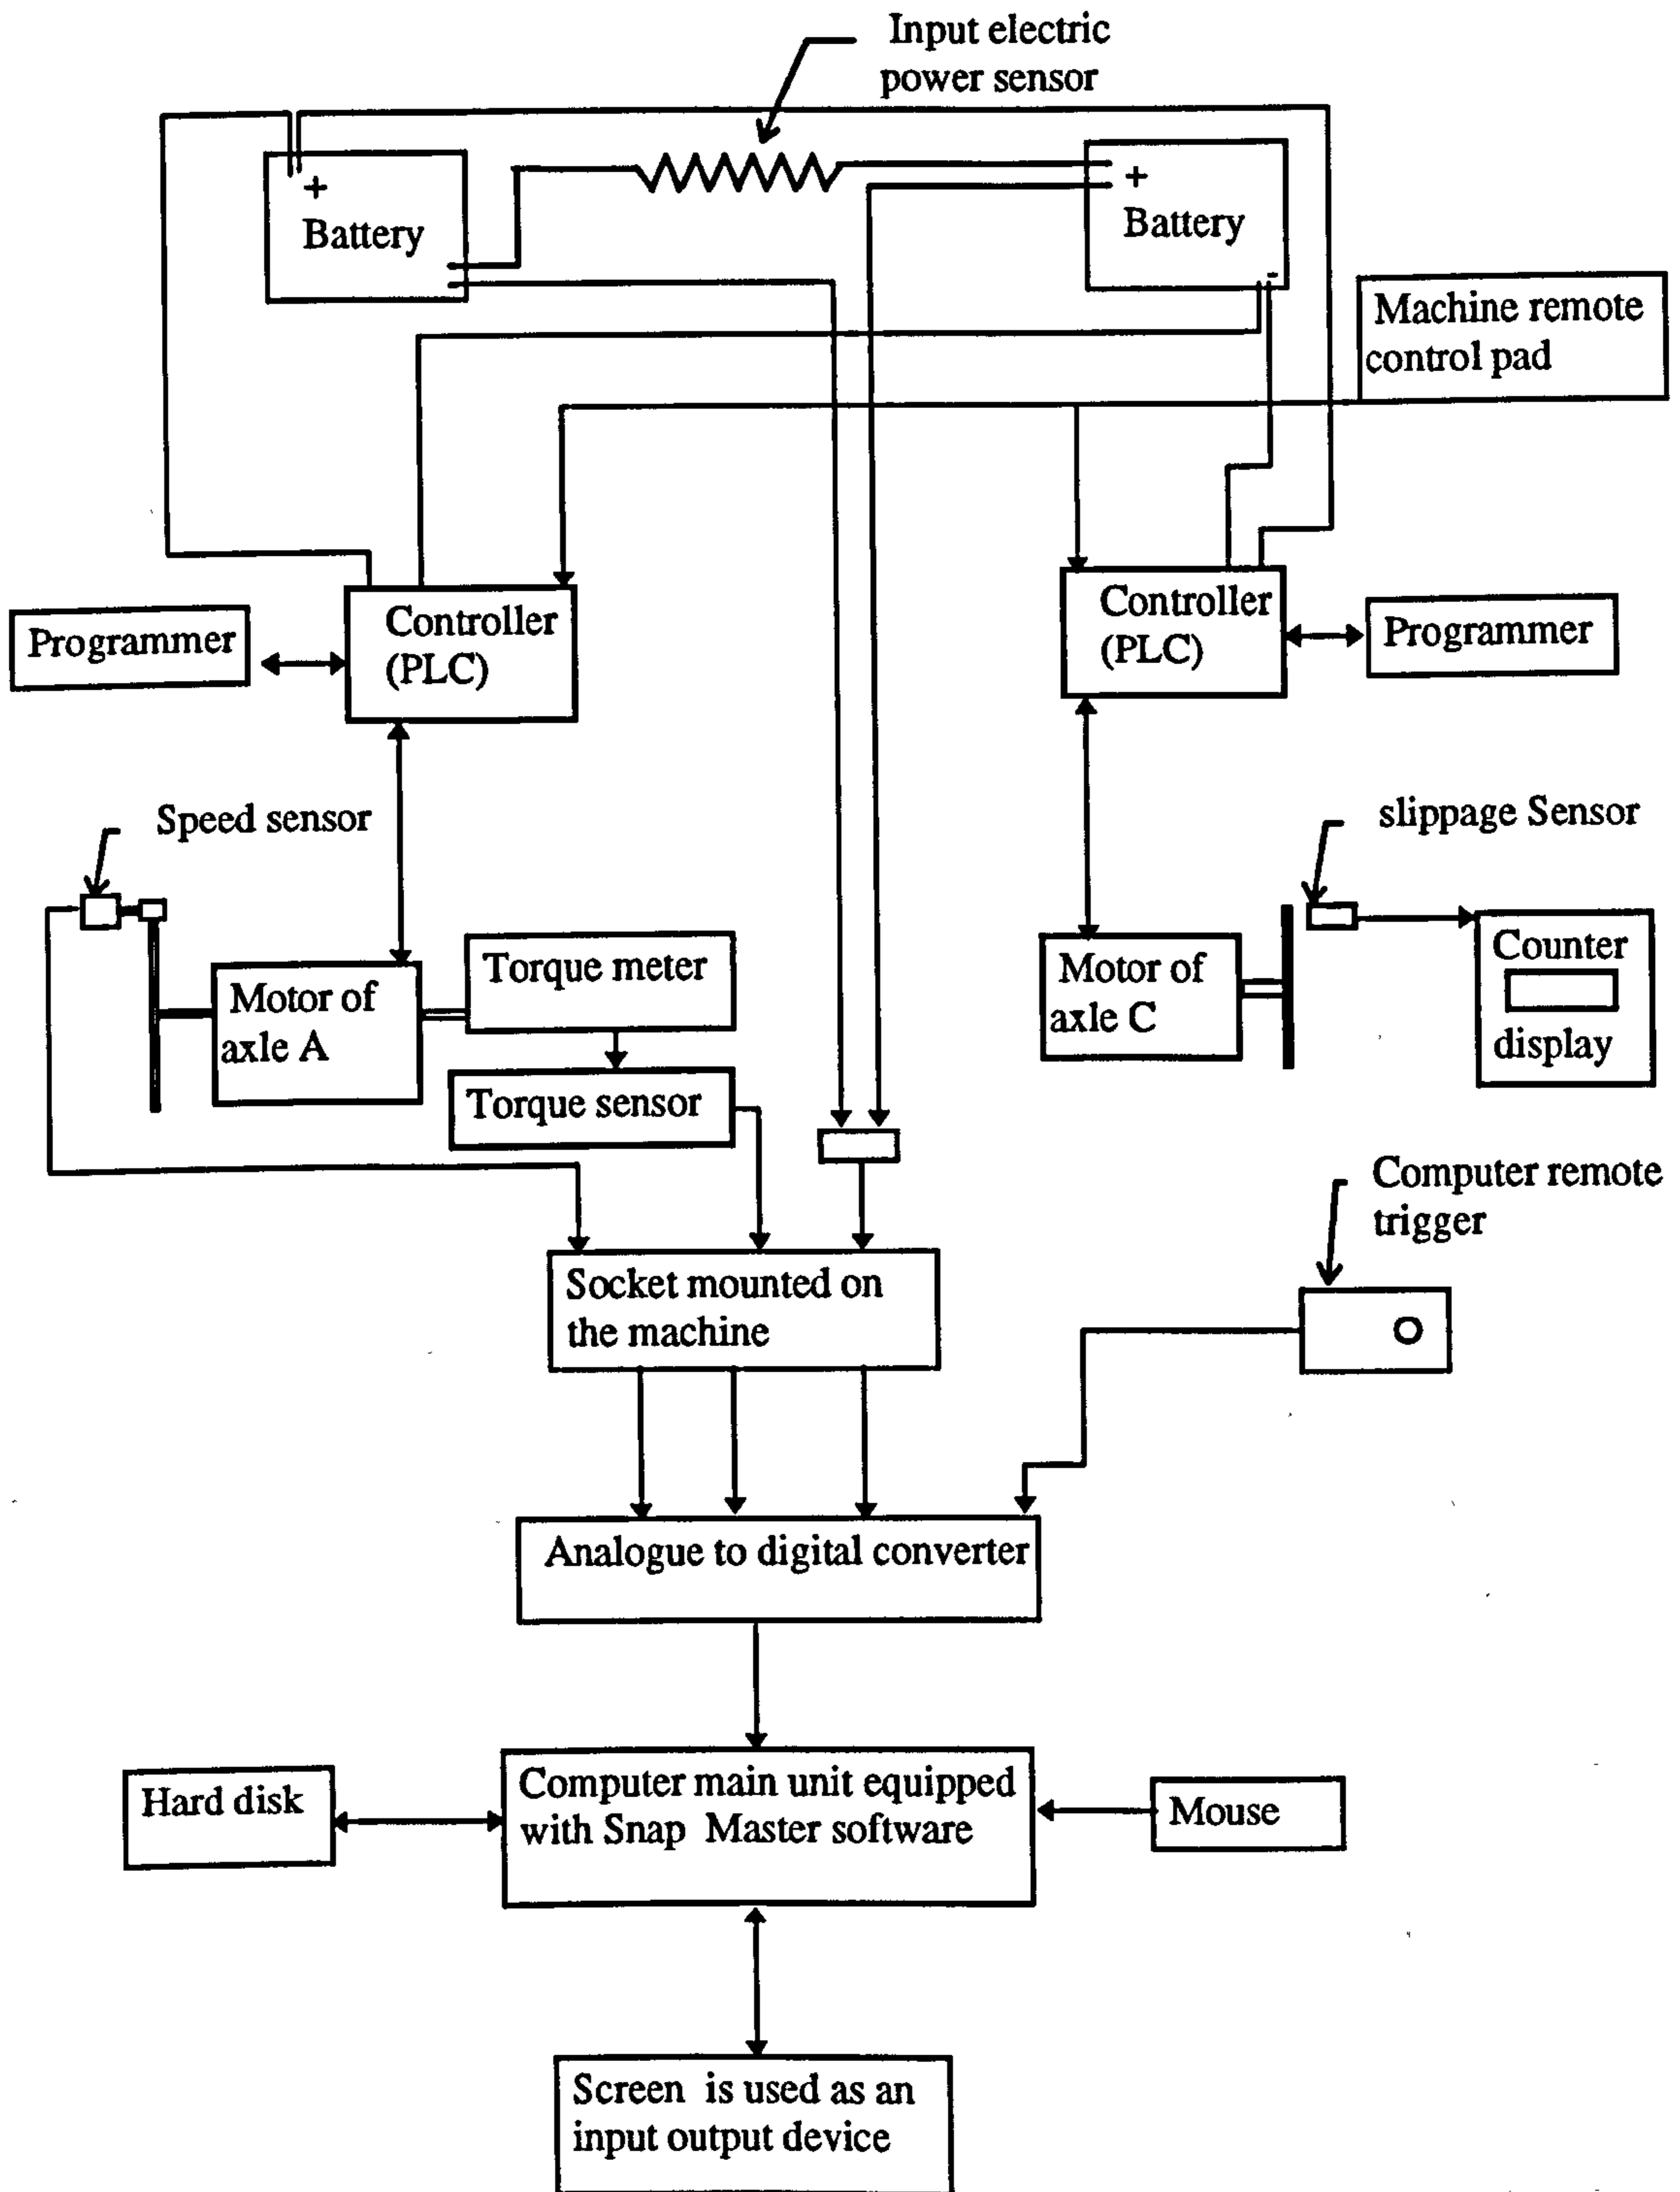 Input electric
power sensor
+
Battery
+
Battery
-
Machine remote
control pad
Programmer
Controller
(PLC)
Controller
(PLC)
Programmer
Speed sensor
slippage Sensor
Motor of
axle A
Torque meter
Torque sensor
Motor of
axle C
Counter
display
Computer remote
trigger
Socket mounted on
the machine
Analogue to digital converter
Hard disk
Computer main unit equipped
with Snap Master software
Mouse
Screen is used as an
input output device